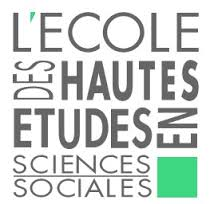 L'ECOLE
DES HAUTES
ETUDES EN
SCIENCES
SOCIALES